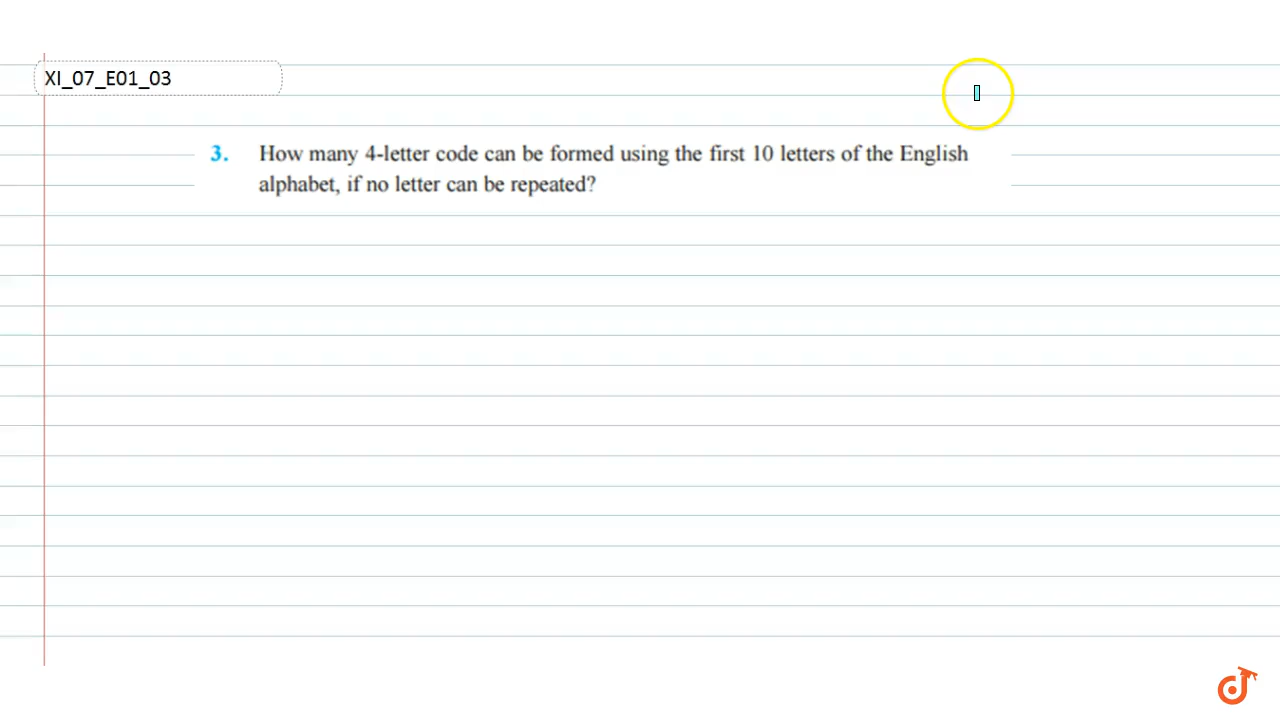 XI_07_E01_03
3. How many 4-letter code can be formed using the first 10 letters of the English
alphabet, if no letter can be repeated?